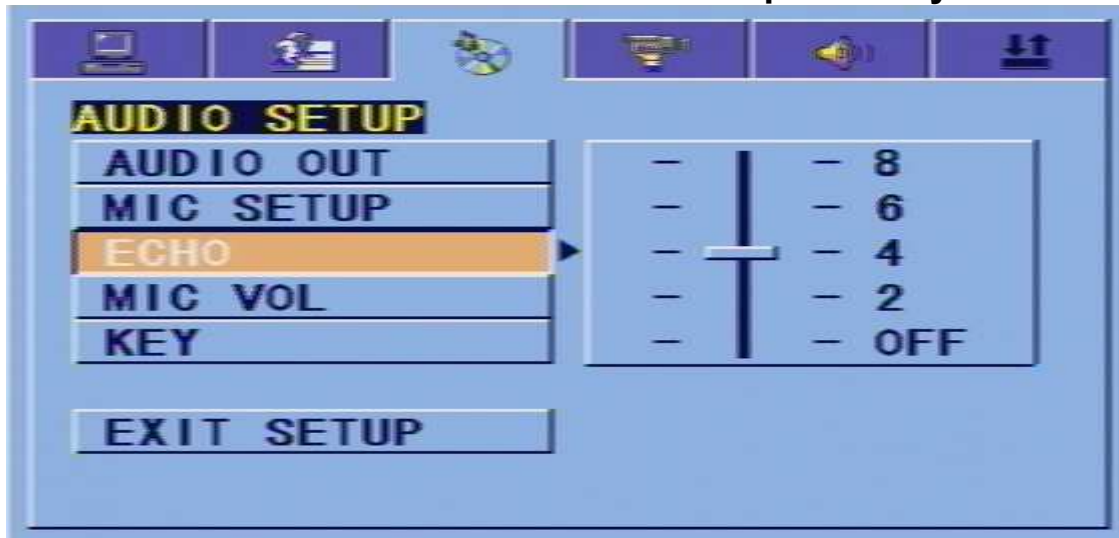 AUDIO SETUP
AUDIO OUT
MIC SETUP
ECHO
MIC VOL
KEY
EXIT SETUP
- - 8
- - 6
- - 4
- - 2
- - OFF